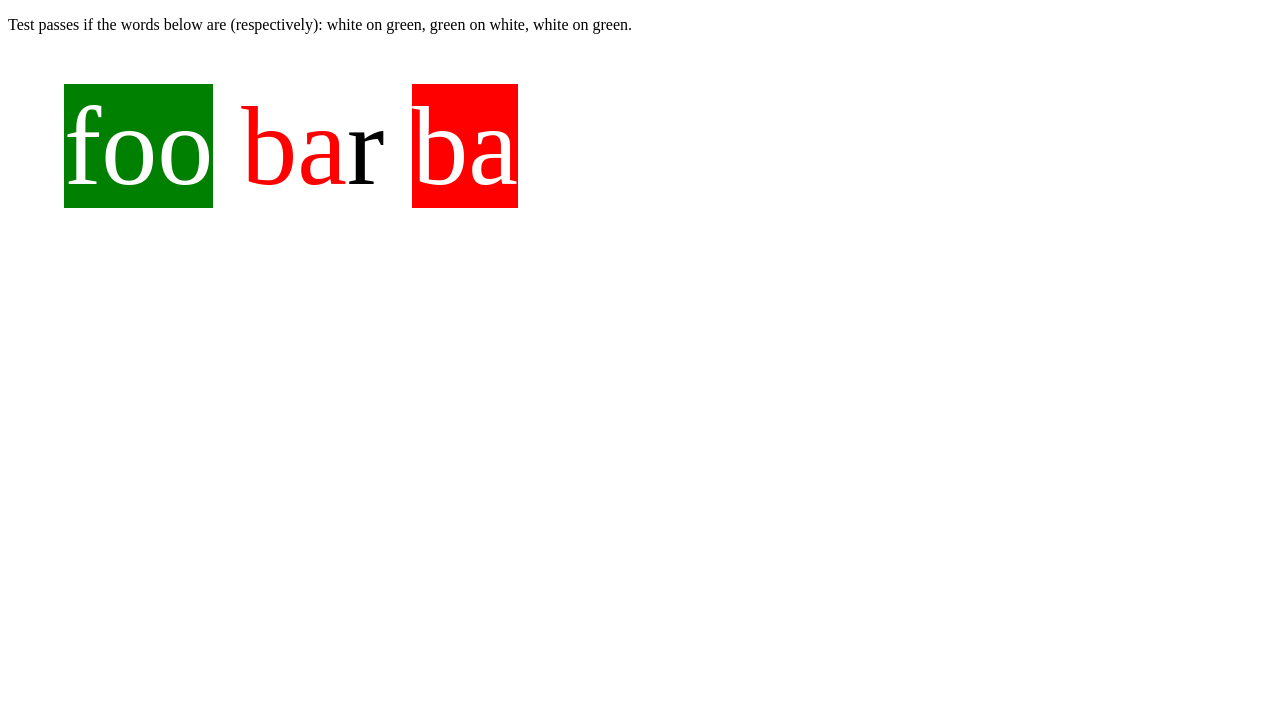 Test passes if the words below are (respectively): white on green, green on white, white on green.
foo bar ba